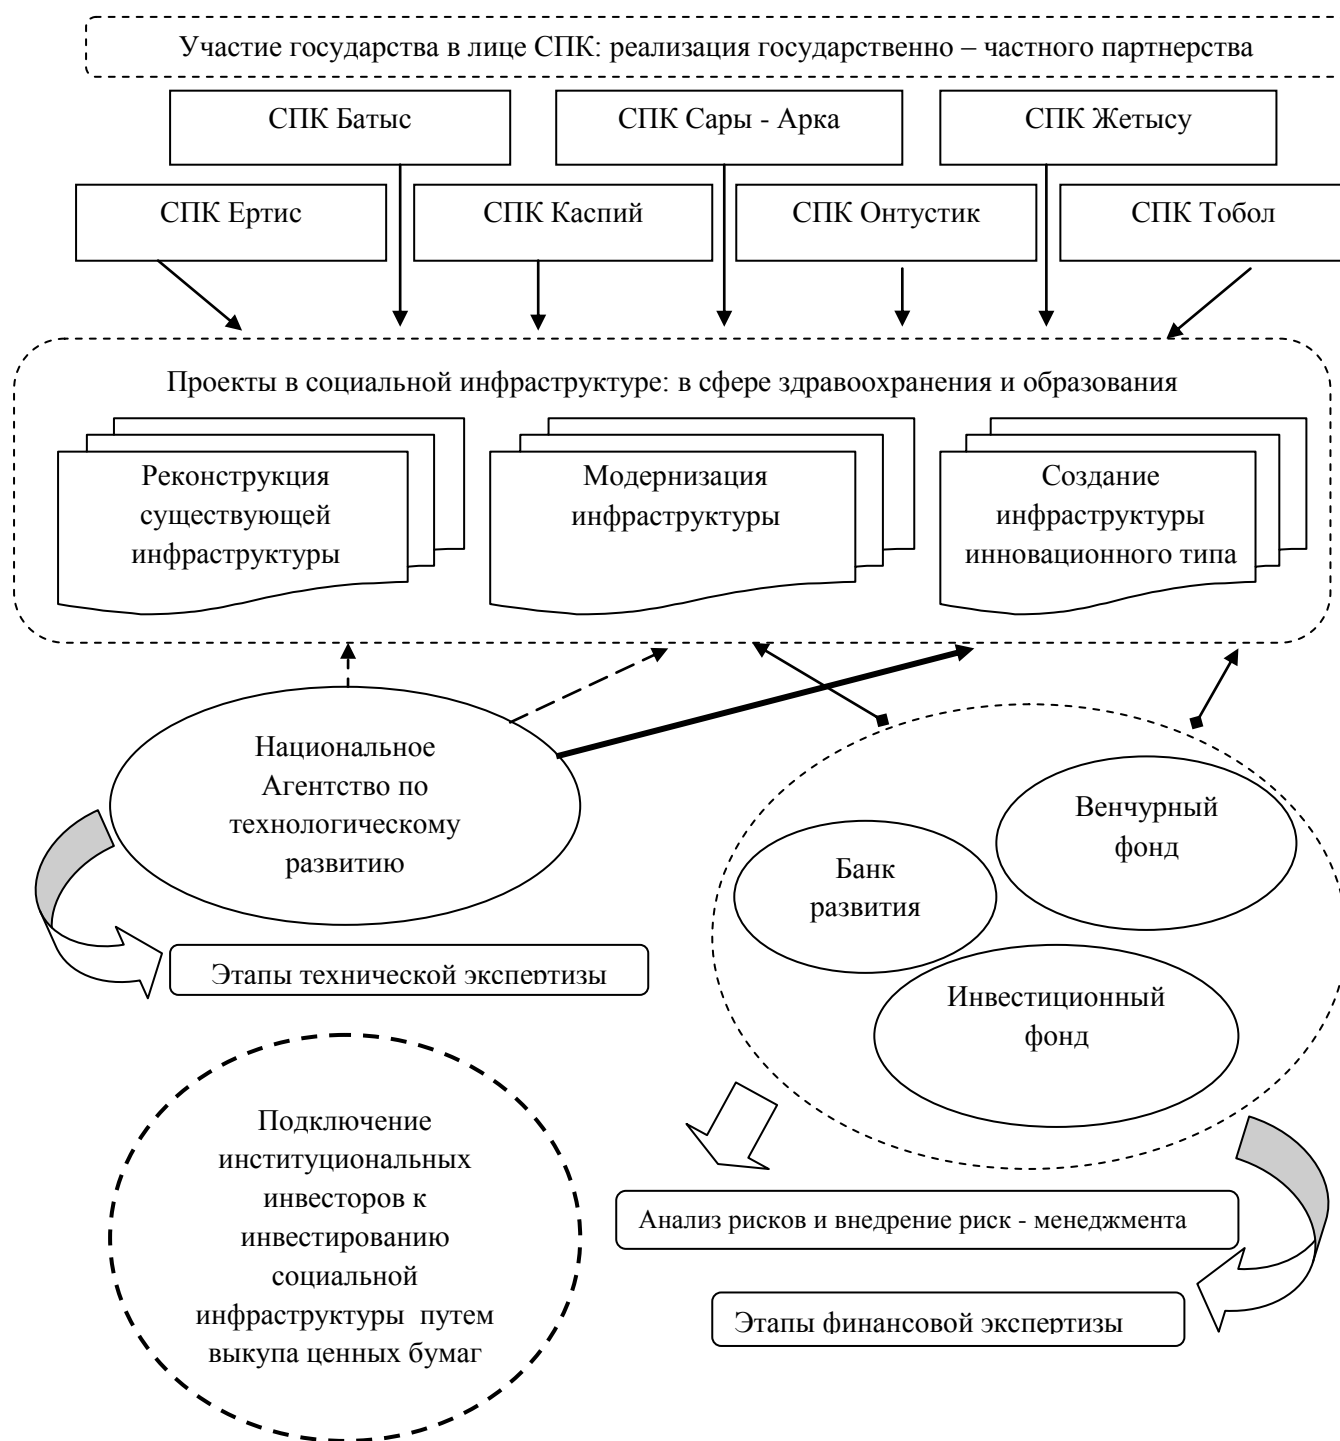 Участие государства в лице СПК: реализация государственно – частного партнерства
СПК Батыс
СПК Сары - Арка
СПК Жетысу
СПК Ертис
СПК Каспий
СПК Онтустик
СПК Тобол
Проекты в социальной инфраструктуре: в сфере здравоохранения и образования
Реконструкция
существующей
инфраструктуры
Модернизация
инфраструктуры
Создание
инфраструктуры
инновационного типа
Национальное
Агентство по
технологическому
развитию
Венчурный
фонд
Банк
развития
Инвестиционный
фонд
Этапы технической экспертизы
Подключение
институциональных
инвесторов к
инвестированию
социальной
инфраструктуры путем
выкупа ценных бумаг
Анализ рисков и внедрение риск - менеджмента
Этапы финансовой экспертизы